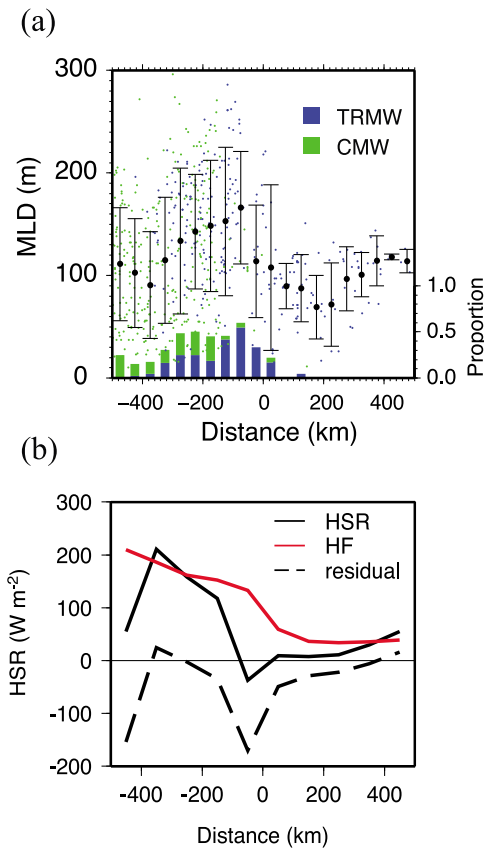 (a)
300
200
100
0
MLD (m)
TRMW
CMW
1.0
0.5
0.0
Proportion
−400 −200 0 200 400
Distance (km)
(b)
300
200
100
0
-100
-200
HSR (W m-2)
HSR
HF
residual
-400 -200 0 200 400
Distance (km)